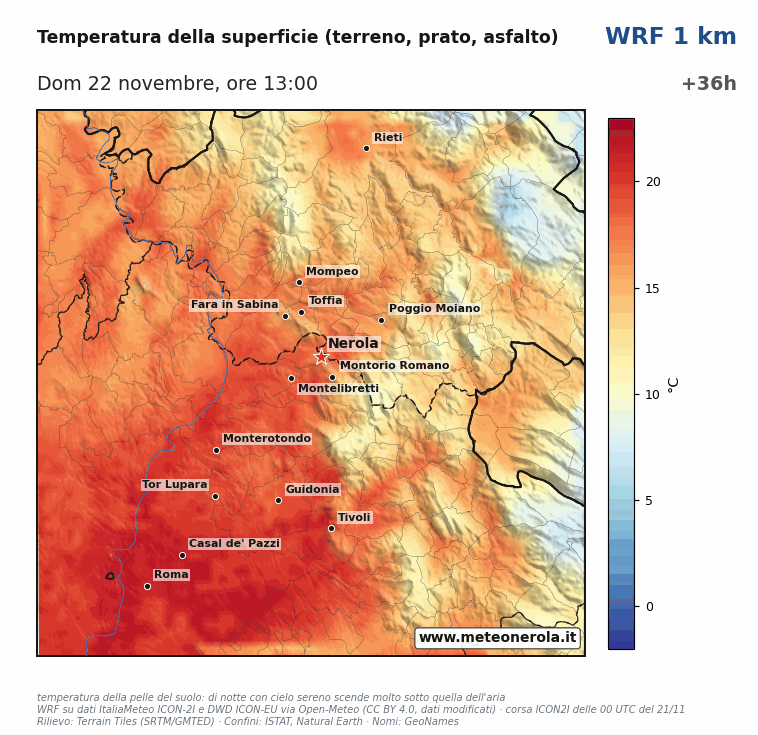 Temperatura della superficie (terreno, prato, asfalto)
WRF 1 km
Dom 22 novembre, ore 13:00
+36h
Rieti
Mompeo
Toffia
Fara in Sabina
Poggio Moiano
Nerola
Montorio Romano
Montelibretti
Monterotondo
Tor Lupara
Guidonia
Tivoli
Casal de' Pazzi
Roma
www.meteonerola.it
20
15
10
5
0
°C
temperatura della pelle del suolo: di notte con cielo sereno scende molto sotto quella dell'aria
WRF su dati ItaliaMeteo ICON-2I e DWD ICON-EU via Open-Meteo (CC BY 4.0, dati modificati) · corsa ICON2I delle 00 UTC del 21/11
Rilievo: Terrain Tiles (SRTM/GMTED) · Confini: ISTAT, Natural Earth · Nomi: GeoNames